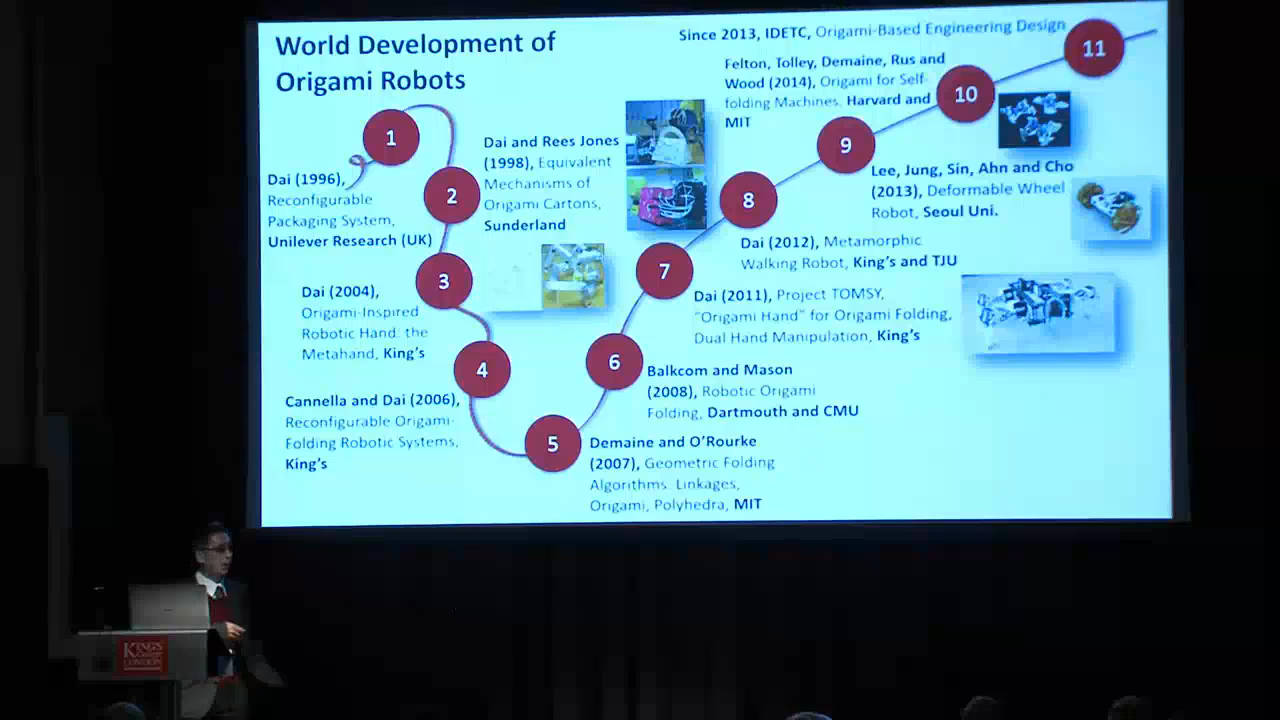 World Development of
Origami Robots
1
Dai (1996),
Reconfigurable
Packaging System,
Unilever Research (UK)
2
Dai and Rees Jones
(1998), Equivalent
Mechanisms of
Origami Cartons,
Sunderland
3
Dai (2004),
Origami-Inspired
Robotic Hand: the
Metahand, King's
4
Cannella and Dai (2006),
Reconfigurable Origami-
Folding Robotic Systems,
King's
5
Demaine and O'Rourke
(2007), Geometric Folding
Algorithms: Linkages,
Origami, Polyhedra, MIT
6
Balkcom and Mason
(2008), Robotic Origami
Folding, Dartmouth and CMU
7
Dai (2011), Project TOMSY,
"Origami Hand" for Origami Folding,
Dual Hand Manipulation, King's
8
Dai (2012), Metamorphic
Walking Robot, King's and TJU
9
Lee, Jung, Sin, Ahn and Cho
(2013), Deformable Wheel
Robot, Seoul Uni.
10
Felton, Tolley, Demaine, Rus and
Wood (2014), Origami for Self-
folding Machines, Harvard and
MIT
11
Since 2013, IDETC, Origami-Based Engineering Design
KING'S
College
LONDON